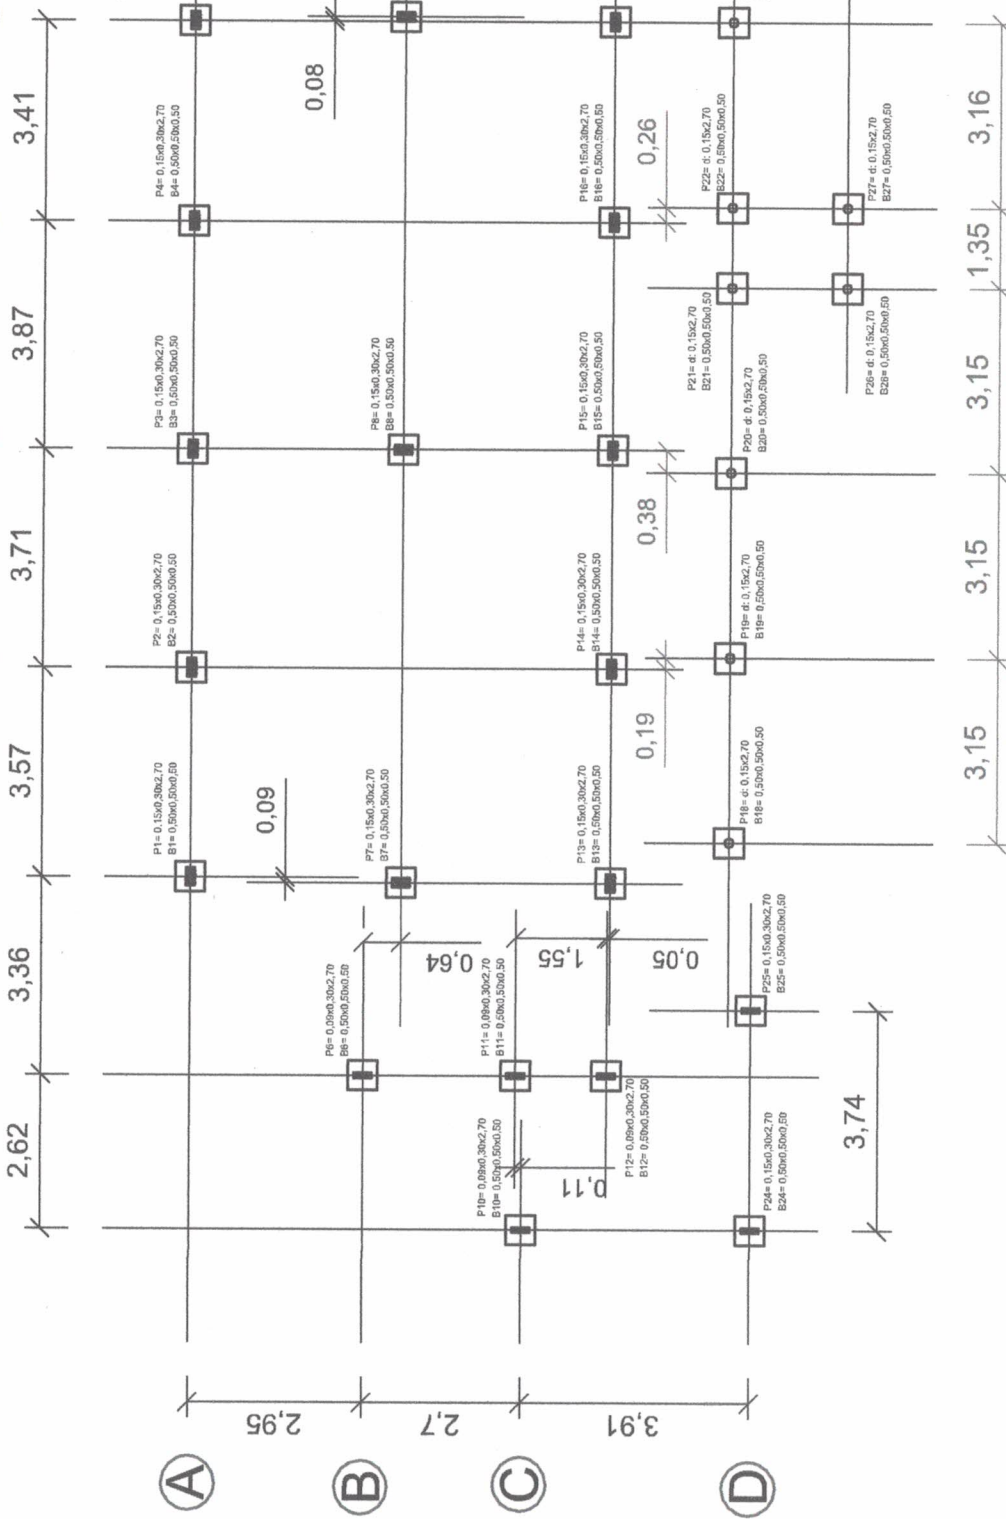 2,62
3,36
3,57
3,71
3,87
3,41
A
B
C
D
2,95
2,7
3,91
P1= 0,15x0,30x2,70
B1= 0,50x0,50x0,50
P2= 0,15x0,30x2,70
B2= 0,50x0,50x0,50
P3= 0,15x0,30x2,70
B3= 0,50x0,50x0,50
P4= 0,15x0,30x2,70
B4= 0,50x0,50x0,50
0,09
0,08
P6= 0,09x0,30x2,70
B6= 0,50x0,50x0,50
P7= 0,15x0,30x2,70
B7= 0,50x0,50x0,50
P8= 0,15x0,30x2,70
B8= 0,50x0,50x0,50
0,64
P10= 0,09x0,30x2,70
B10= 0,50x0,50x0,50
P11= 0,09x0,30x2,70
B11= 0,50x0,50x0,50
1,55
0,05
0,11
P12= 0,09x0,30x2,70
B12= 0,50x0,50x0,50
P13= 0,15x0,30x2,70
B13= 0,50x0,50x0,50
P14= 0,15x0,30x2,70
B14= 0,50x0,50x0,50
P15= 0,15x0,30x2,70
B15= 0,50x0,50x0,50
P16= 0,15x0,30x2,70
B16= 0,50x0,50x0,50
0,19
0,38
0,26
P24= 0,15x0,30x2,70
B24= 0,50x0,50x0,50
P25= 0,15x0,30x2,70
B25= 0,50x0,50x0,50
P18= d: 0,15x2,70
B18= 0,50x0,50x0,50
P19= d: 0,15x2,70
B19= 0,50x0,50x0,50
P20= d: 0,15x2,70
B20= 0,50x0,50x0,50
P21= d: 0,15x2,70
B21= 0,50x0,50x0,50
P22= d: 0,15x2,70
B22= 0,50x0,50x0,50
P26= d: 0,15x2,70
B26= 0,50x0,50x0,50
P27= d: 0,15x2,70
B27= 0,50x0,50x0,50
3,74
3,15
3,15
3,15
1,35
3,16